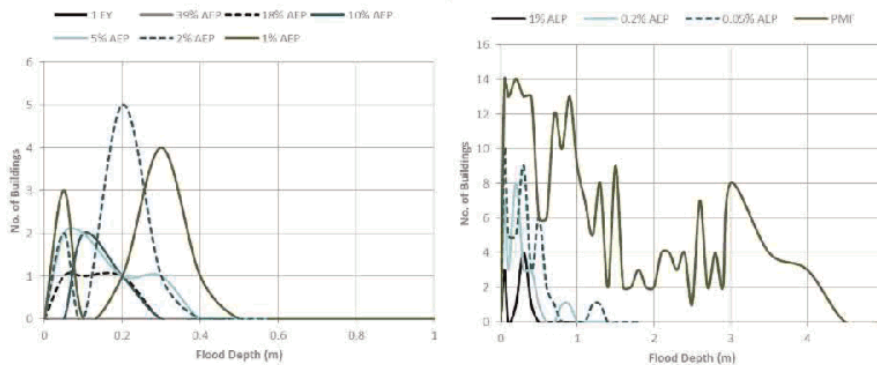 1 EY 39% AEP 18% AEP 10% AEP
5% AEP 2% AEP 1% AEP
6
5
4
3
2
1
0
No. of Buildings
0 0.2 0.4 0.6 0.8 1
Flood Depth (m)
1% AEP 0.2% AEP 0.05% AEP PMF
16
14
12
10
8
6
4
2
0
No. of Buildings
0 1 2 3 4
Flood Depth (m)